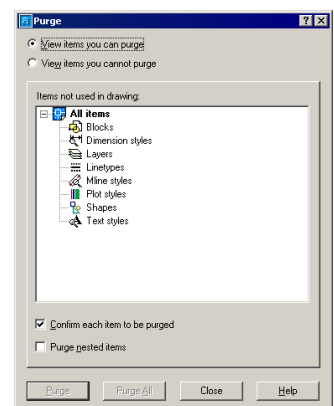 Purge
View items you can purge
View items you cannot purge
Items not used in drawing:
All items
Blocks
Dimension styles
Layers
Linetypes
Mline styles
Plot styles
Shapes
Text styles
Confirm each item to be purged
Purge nested items
Purge Purge All Close Help